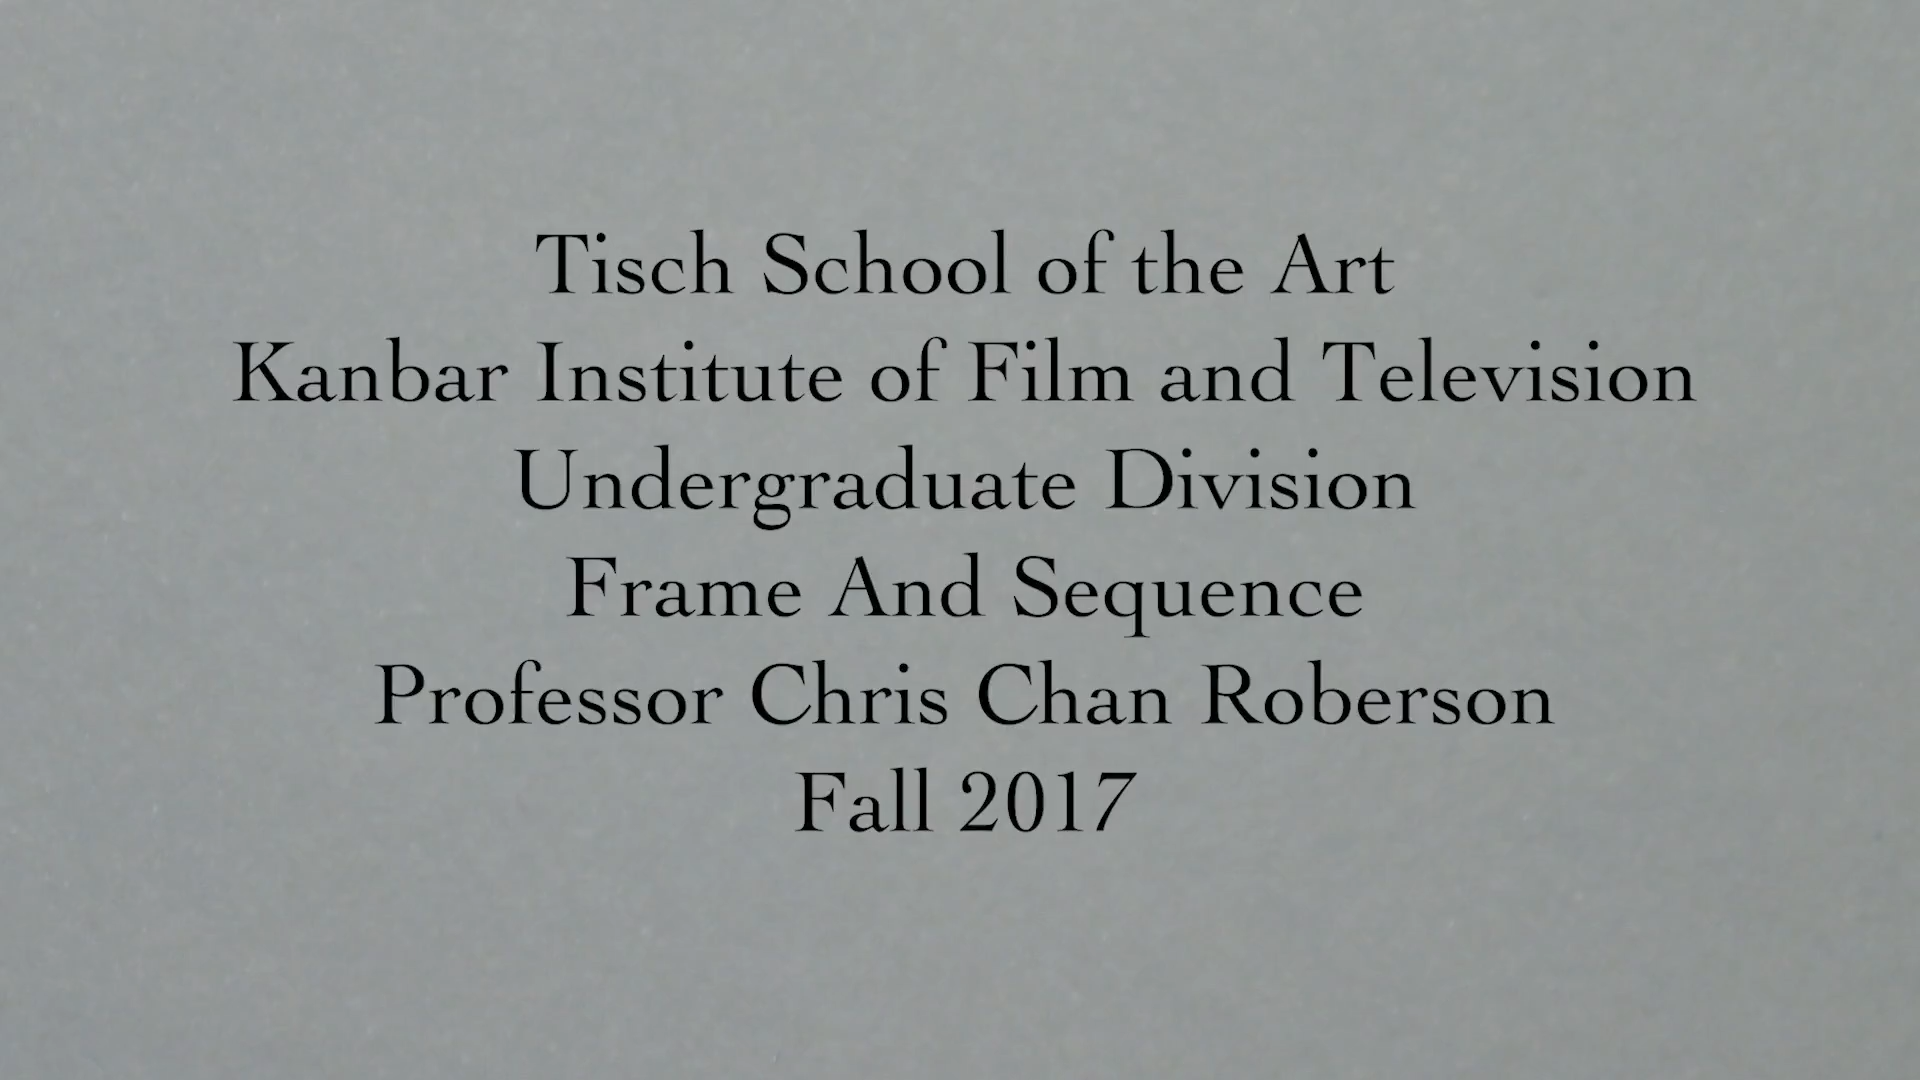 Tisch School of the Art
Kanbar Institute of Film and Television
Undergraduate Division
Frame And Sequence
Professor Chris Chan Roberson
Fall 2017